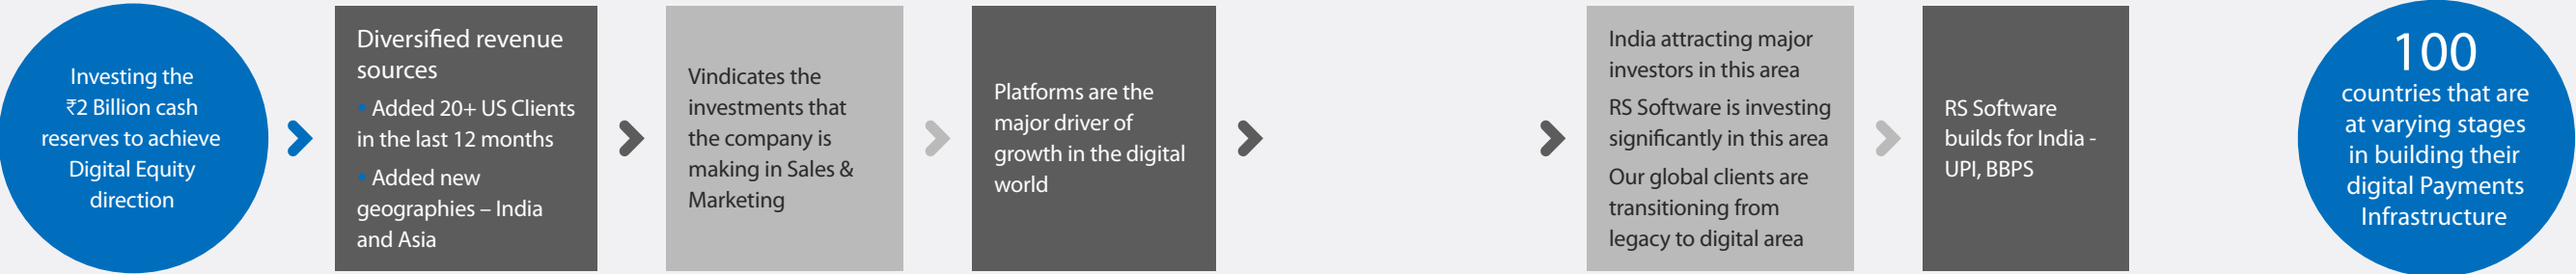 Investing the
₹2 Billion cash
reserves to achieve
Digital Equity
direction
Diversified revenue
sources
• Added 20+ US Clients
in the last 12 months
• Added new
geographies – India
and Asia
Vindicates the
investments that
the company is
making in Sales &
Marketing
Platforms are the
major driver of
growth in the digital
world
India attracting major
investors in this area
RS Software is investing
significantly in this area
Our global clients are
transitioning from
legacy to digital area
RS Software
builds for India -
UPI, BBPS
100
countries that are
at varying stages
in building their
digital Payments
Infrastructure